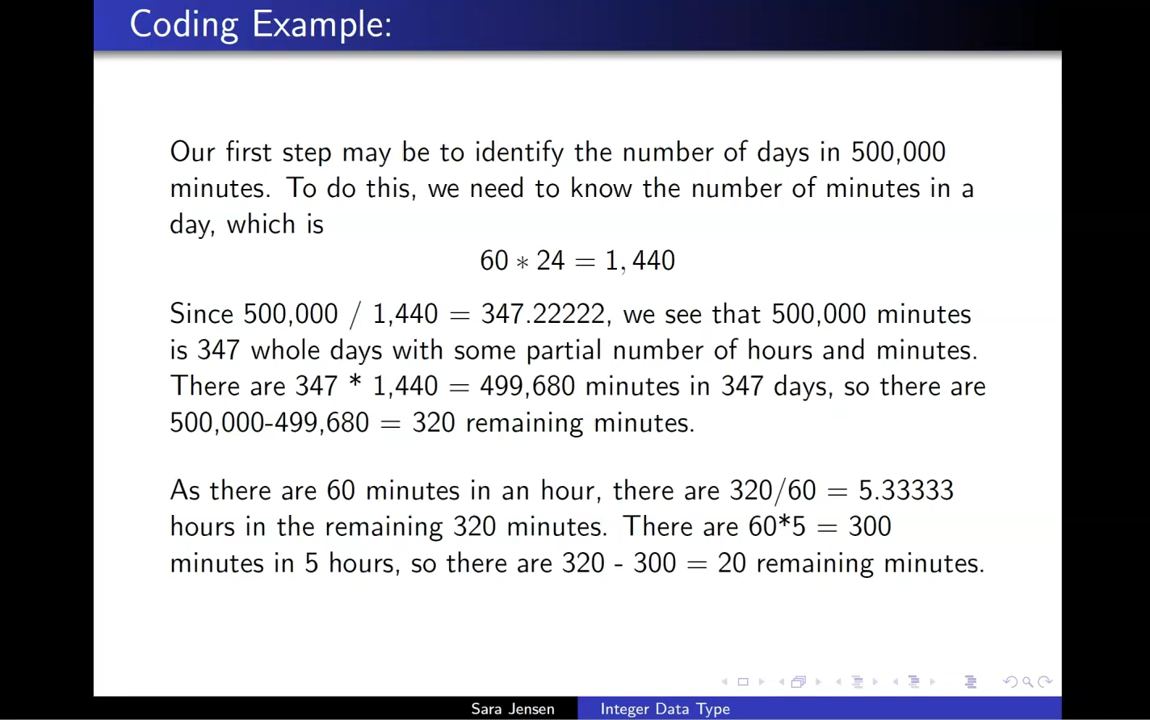 Coding Example:
Our first step may be to identify the number of days in 500,000
minutes. To do this, we need to know the number of minutes in a
day, which is
60 ∗ 24 = 1, 440
Since 500,000 / 1,440 = 347.22222, we see that 500,000 minutes
is 347 whole days with some partial number of hours and minutes.
There are 347 * 1,440 = 499,680 minutes in 347 days, so there are
500,000-499,680 = 320 remaining minutes.
As there are 60 minutes in an hour, there are 320/60 = 5.33333
hours in the remaining 320 minutes. There are 60*5 = 300
minutes in 5 hours, so there are 320 - 300 = 20 remaining minutes.
Sara Jensen
Integer Data Type